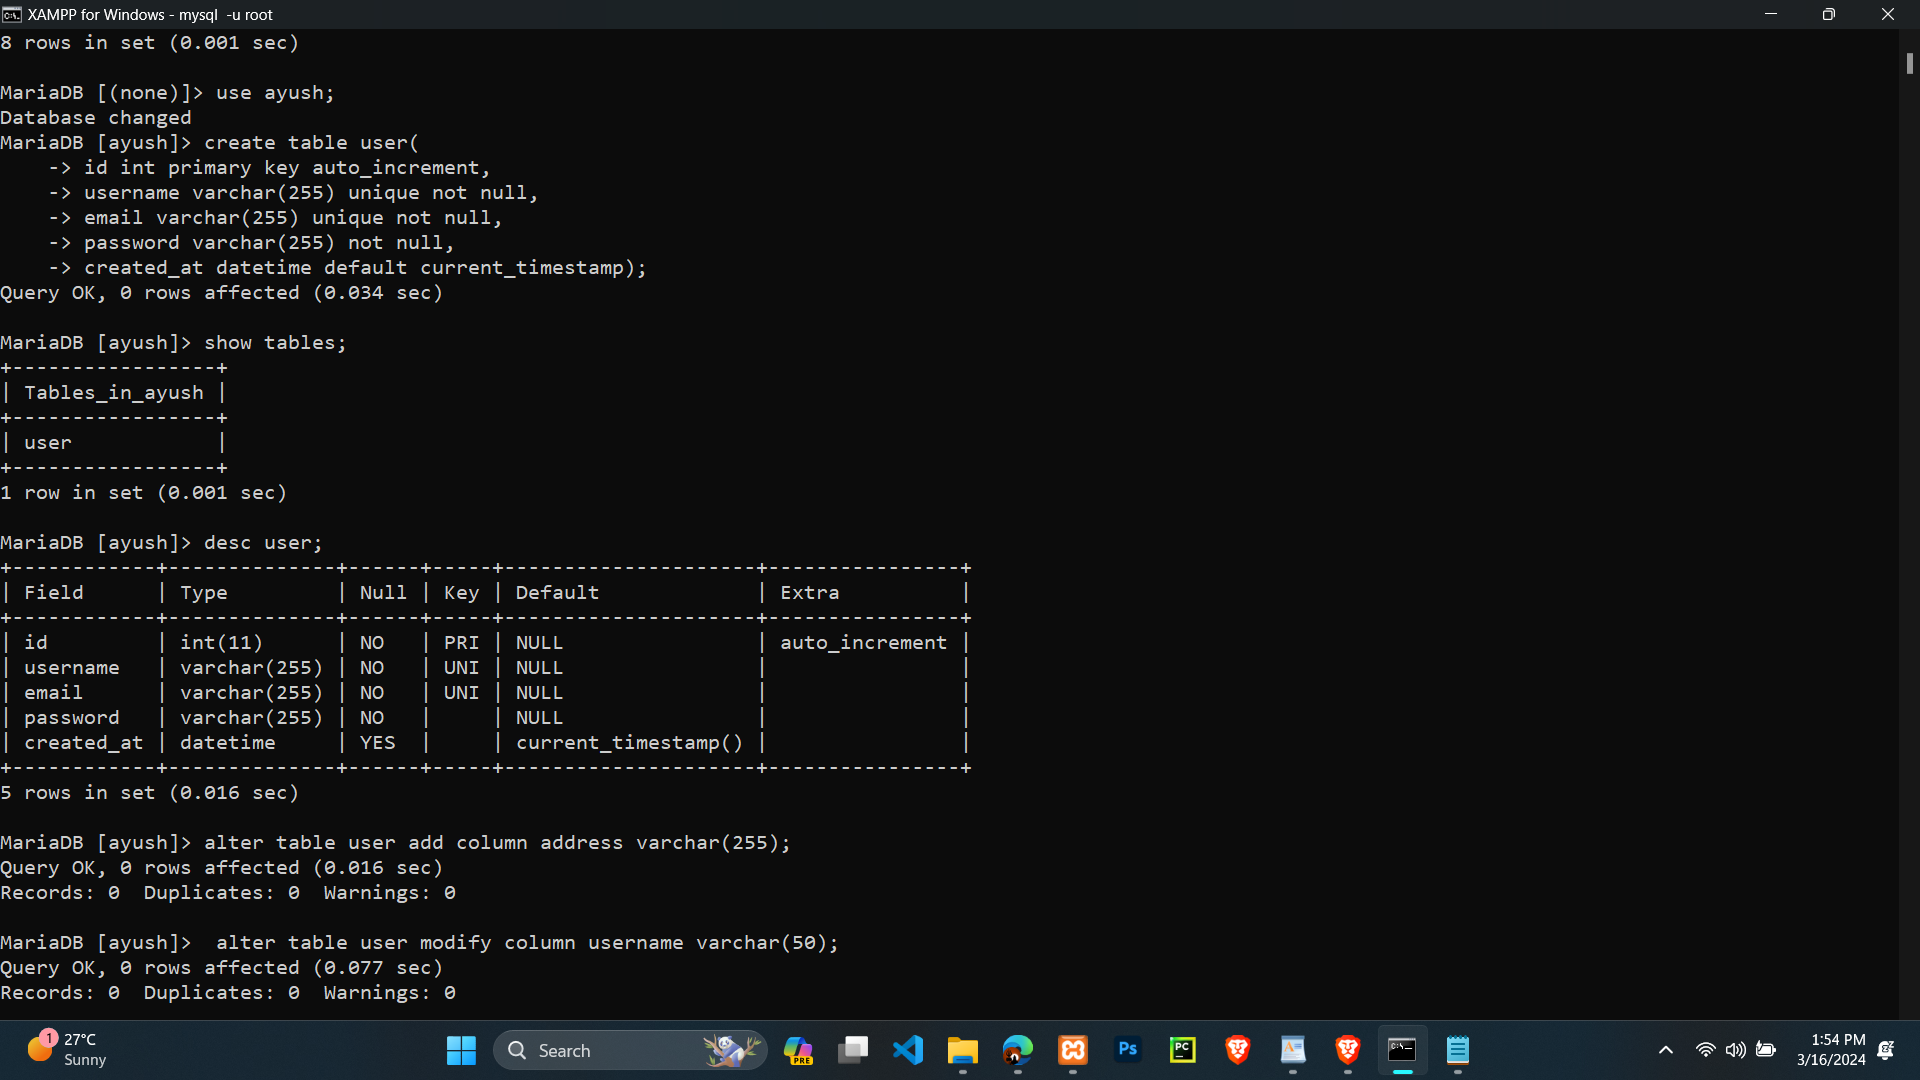 XAMPP for Windows - mysql  -u root
8 rows in set (0.001 sec)
MariaDB [(none)]> use ayush;
Database changed
MariaDB [ayush]> create table user(
    -> id int primary key auto_increment,
    -> username varchar(255) unique not null,
    -> email varchar(255) unique not null,
    -> password varchar(255) not null,
    -> created_at datetime default current_timestamp);
Query OK, 0 rows affected (0.034 sec)
MariaDB [ayush]> show tables;
+-----------------+
| Tables_in_ayush |
+-----------------+
| user            |
+-----------------+
1 row in set (0.001 sec)
MariaDB [ayush]> desc user;
+------------+--------------+------+-----+---------------------+----------------+
| Field      | Type         | Null | Key | Default             | Extra          |
+------------+--------------+------+-----+---------------------+----------------+
| id         | int(11)      | NO   | PRI | NULL                | auto_increment |
| username   | varchar(255) | NO   | UNI | NULL                |                |
| email      | varchar(255) | NO   | UNI | NULL                |                |
| password   | varchar(255) | NO   |     | NULL                |                |
| created_at | datetime     | YES  |     | current_timestamp() |                |
+------------+--------------+------+-----+---------------------+----------------+
5 rows in set (0.016 sec)
MariaDB [ayush]> alter table user add column address varchar(255);
Query OK, 0 rows affected (0.016 sec)
Records: 0  Duplicates: 0  Warnings: 0
MariaDB [ayush]>  alter table user modify column username varchar(50);
Query OK, 0 rows affected (0.077 sec)
Records: 0  Duplicates: 0  Warnings: 0
1
27°C
Sunny
Search
PRE
Ps
PC
1:54 PM
3/16/2024